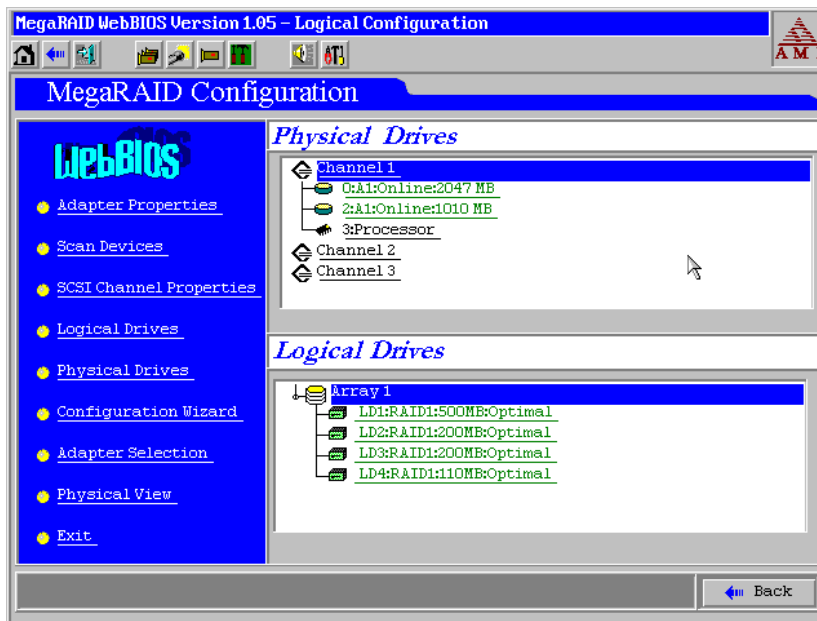 MegaRAID WebBIOS Version 1.05 – Logical Configuration
AM
MegaRAID Configuration
WebBIOS
Adapter Properties
Scan Devices
SCSI Channel Properties
Logical Drives
Physical Drives
Configuration Wizard
Adapter Selection
Physical View
Exit
Physical Drives
Channel 1
0:A1:Online:2047 MB
2:A1:Online:1010 MB
3:Processor
Channel 2
Channel 3
Logical Drives
Array 1
LD1:RAID1:500MB:Optimal
LD2:RAID1:200MB:Optimal
LD3:RAID1:200MB:Optimal
LD4:RAID1:110MB:Optimal
Back